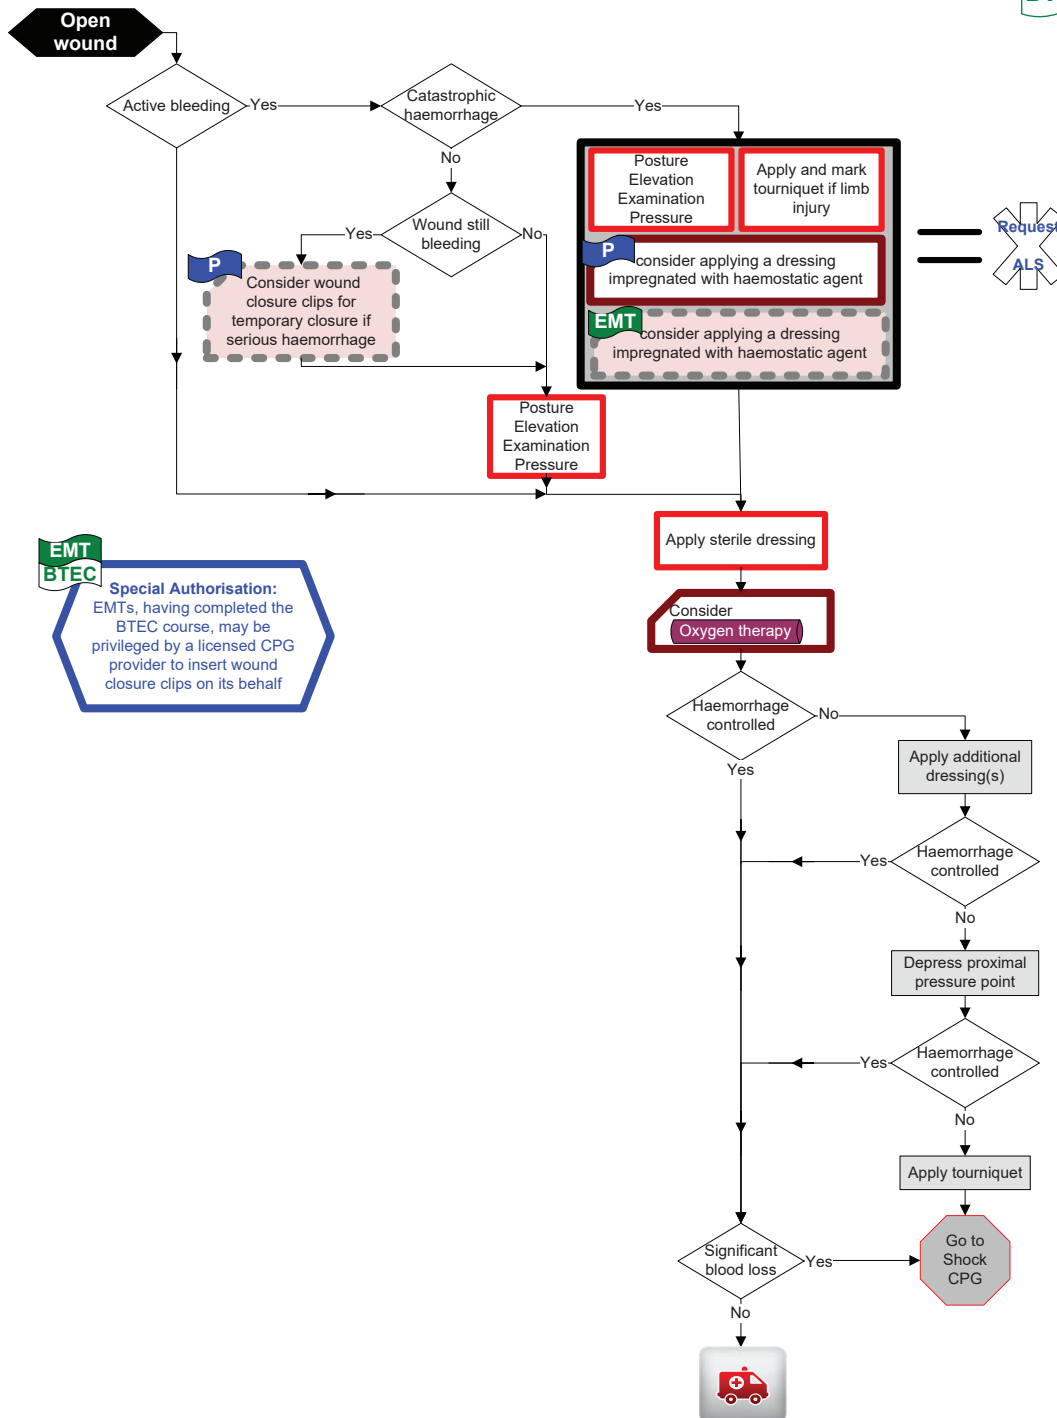 Open
wound
Active bleeding
Yes
Catastrophic
haemorrhage
Yes
No
Posture
Elevation
Examination
Pressure
Apply and mark
tourniquet if limb
injury
P
consider applying a dressing
impregnated with haemostatic agent
EMT
consider applying a dressing
impregnated with haemostatic agent
Request
ALS
Wound still
bleeding
Yes
No
P
Consider wound
closure clips for
temporary closure if
serious haemorrhage
Posture
Elevation
Examination
Pressure
EMT
BTEC
Special Authorisation:
EMTs, having completed the
BTEC course, may be
privileged by a licensed CPG
provider to insert wound
closure clips on its behalf
Apply sterile dressing
Consider
Oxygen therapy
Haemorrhage
controlled
No
Yes
Apply additional
dressing(s)
Haemorrhage
controlled
Yes
No
Depress proximal
pressure point
Haemorrhage
controlled
Yes
No
Apply tourniquet
Significant
blood loss
Yes
Go to
Shock
CPG
No